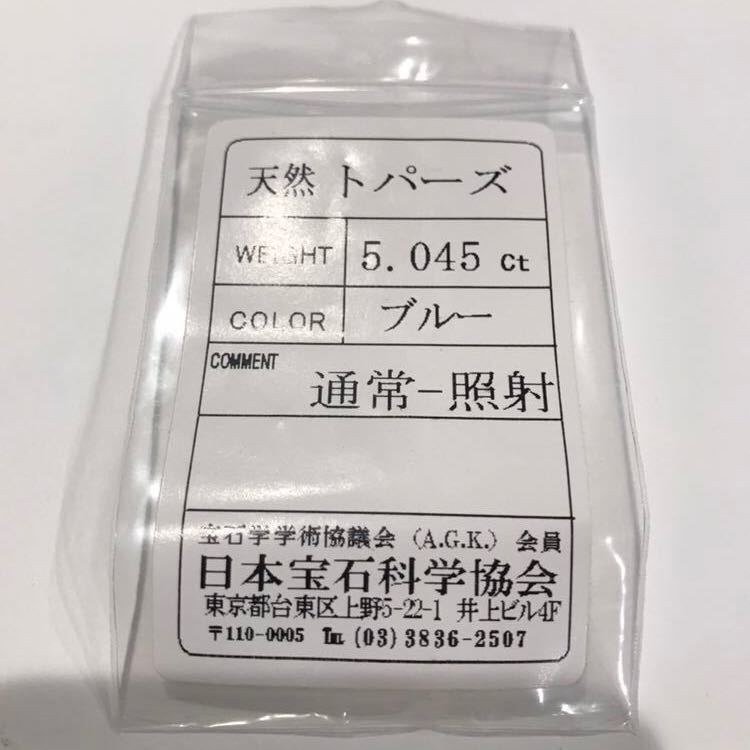 天然トパーズ
WEIGHT 5.045 ct
COLOR ブルー
COMMENT
通常-照射
宝石学学術協議会 (A.G.K.) 会員
日本宝石科学協会
東京都台東区上野5-22-1 井上ビル4F
〒110-0005 ℡ (03) 3836-2507